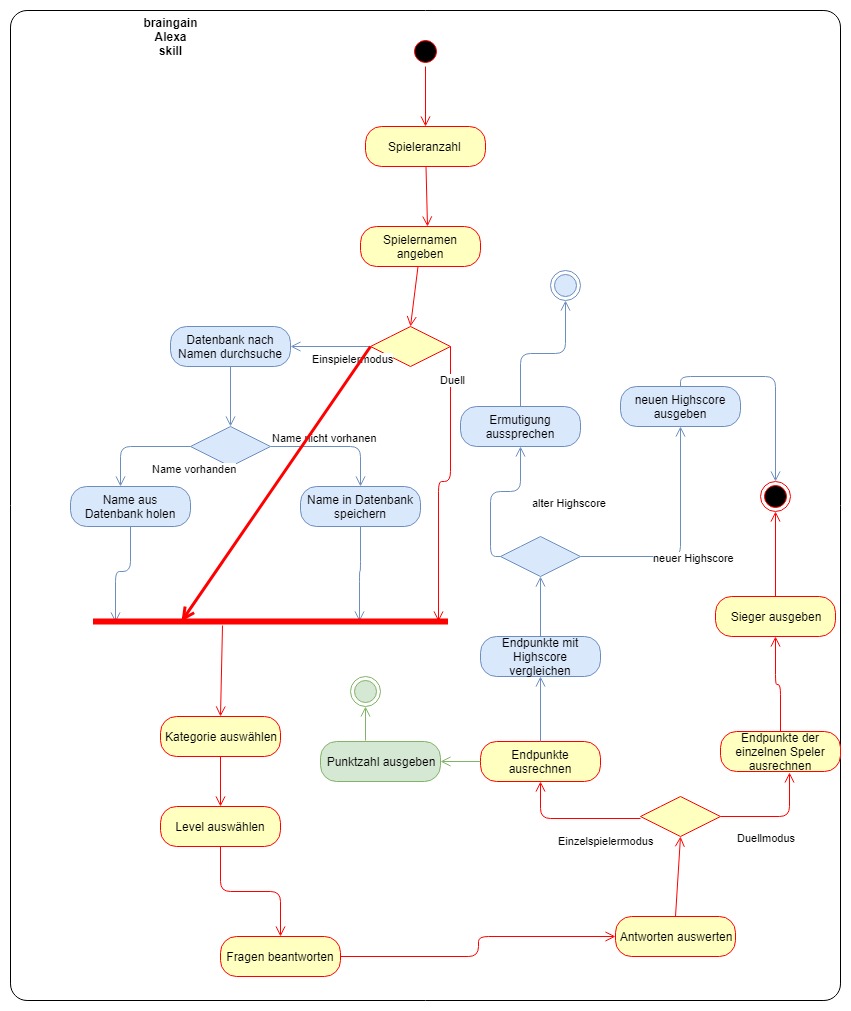 braingain
Alexa
skill
Spieleranzahl
Spielernamen
angeben
Datenbank nach
Namen durchsuche
Einspielermodus
Duell
Name nicht vorhanen
Name vorhanden
Name aus
Datenbank holen
Name in Datenbank
speichern
Ermutigung
aussprechen
neuen Highscore
ausgeben
alter Highscore
neuer Highscore
Sieger ausgeben
Endpunkte mit
Highscore
vergleichen
Kategorie auswählen
Punktzahl ausgeben
Endpunkte
ausrechnen
Endpunkte der
einzelnen Speler
ausrechnen
Level auswählen
Einzelspielermodus
Duellmodus
Fragen beantworten
Antworten auswerten